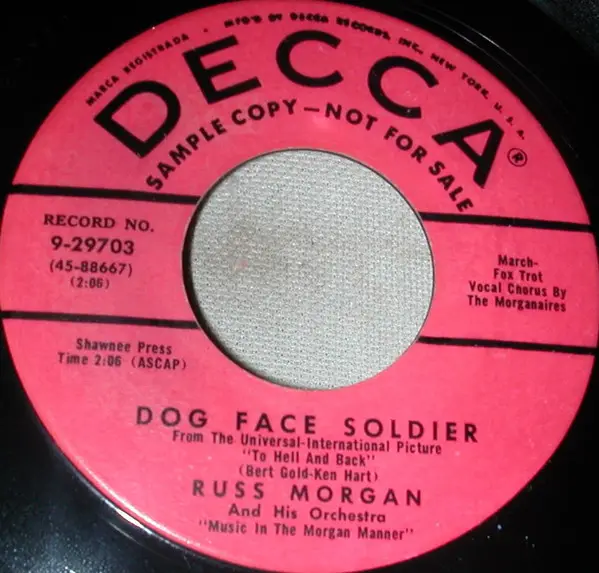 MARCA REGISTRADA • MF'D BY DECCA RECORDS, INC., NEW YORK, U. S. A.
DECCA®
SAMPLE COPY—NOT FOR SALE
RECORD NO.
9-29703
(45-88667)
(2:06)
March-
Fox Trot
Vocal Chorus By
The Morganaires
Shawnee Press
Time 2:06 (ASCAP)
DOG FACE SOLDIER
From The Universal-International Picture
"To Hell And Back"
(Bert Gold-Ken Hart)
RUSS MORGAN
And His Orchestra
"Music In The Morgan Manner"